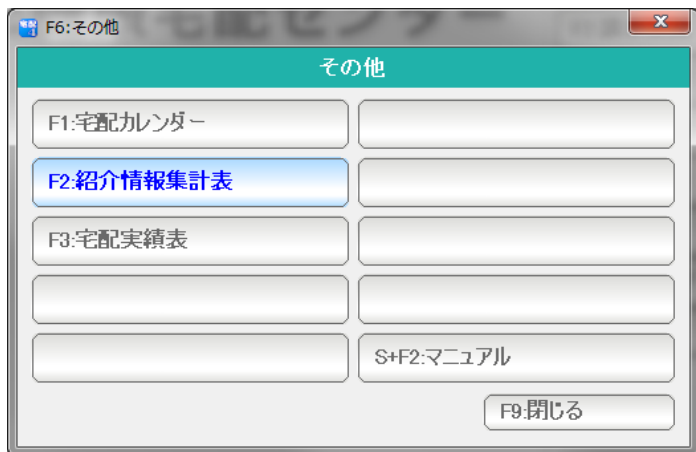 F6:その他
その他
F1:宅配カレンダー
F2:紹介情報集計表
F3:宅配実績表
S+F2:マニュアル
F9:閉じる